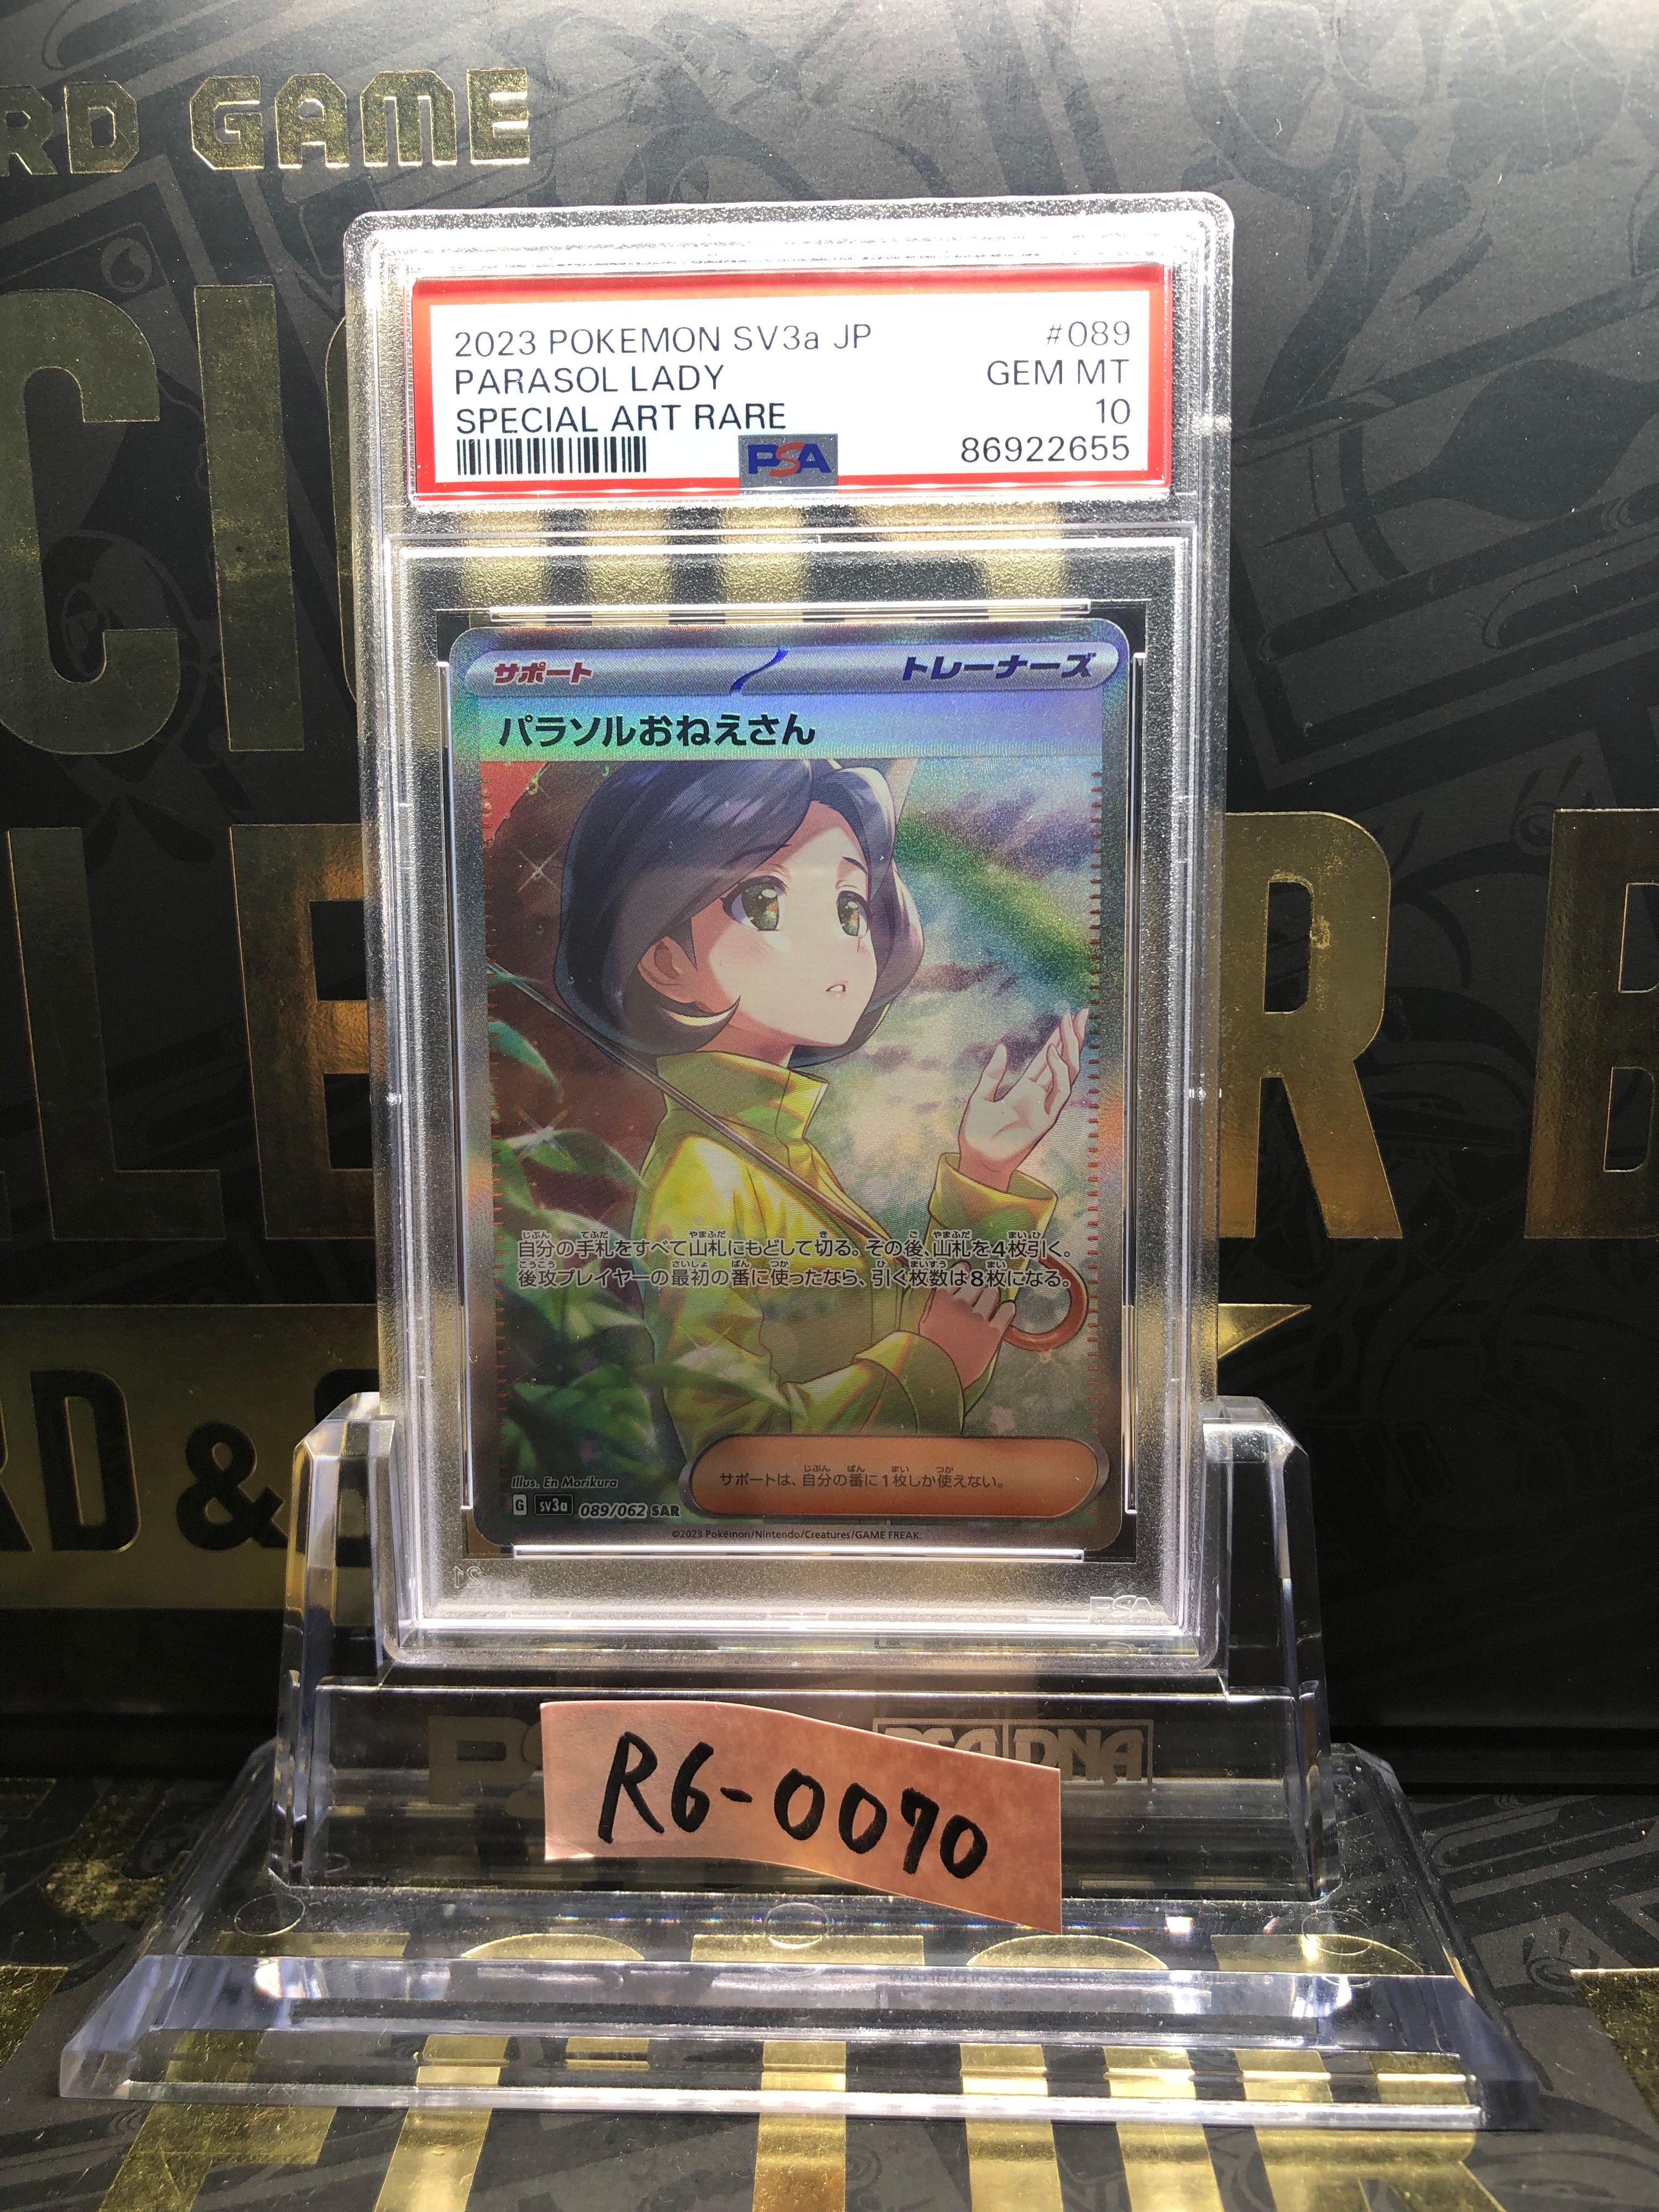 RD GAME
2023 POKEMON SV3a JP #089
PARASOL LADY GEM MT
SPECIAL ART RARE 10
PSA 86922655
サポート トレーナーズ
パラソルおねえさん
自分の手札をすべて山札にもどして切る。その後、山札を4枚引く。
後攻プレイヤーの最初の番に使ったなら、引く枚数は8枚になる。
サポートは、自分の番に1枚しか使えない。
Illus. En Morikura
G sv3a 089/062 SAR
©2023 Pokémon/Nintendo/Creatures/GAME FREAK.
PSA
PSA DNA
R6-0070